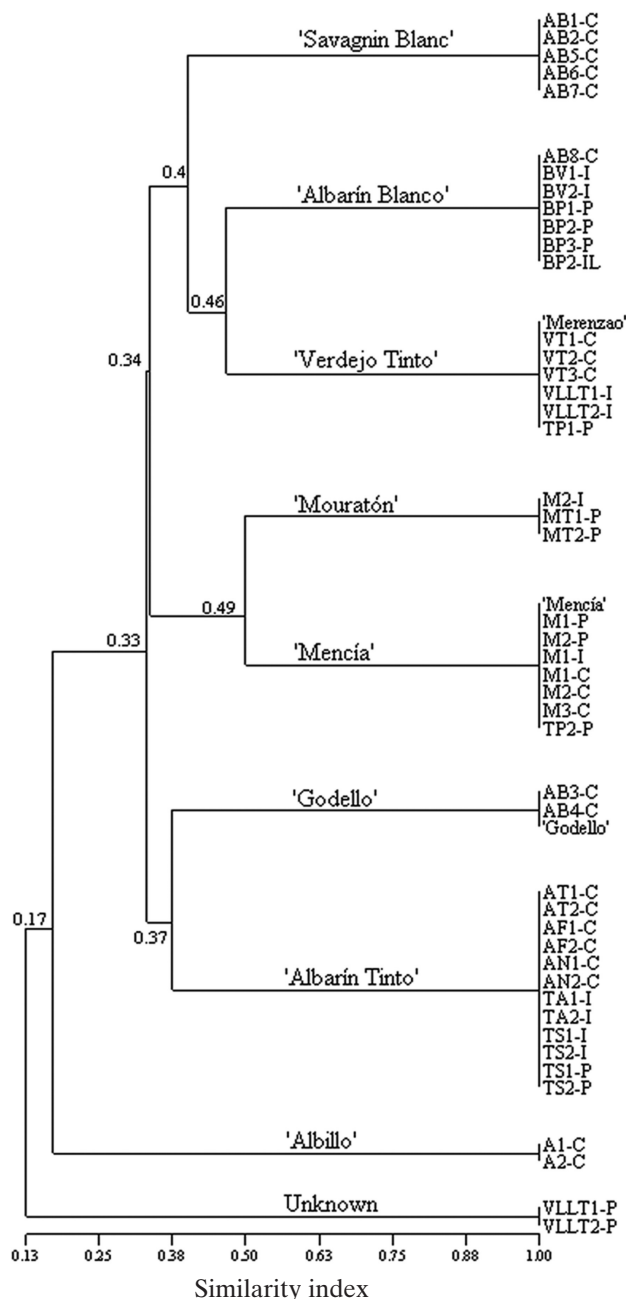 AB1-C
AB2-C
'Savagnin Blanc'
AB5-C
AB6-C
AB7-C
0.4
AB8-C
BV1-I
BV2-I
'Albarín Blanco'
BP1-P
BP2-P
BP3-P
BP2-IL
0.46
'Merenzao'
VT1-C
VT2-C
0.34
'Verdejo Tinto'
VT3-C
VLLT1-I
VLLT2-I
TP1-P
M2-I
'Mouratón'
MT1-P
MT2-P
0.49
'Mencía'
M1-P
M2-P
0.33
'Mencía'
M1-I
M1-C
M2-C
M3-C
TP2-P
AB3-C
'Godello'
AB4-C
'Godello'
AT1-C
AT2-C
0.17
AF1-C
0.37
AF2-C
AN1-C
'Albarín Tinto'
AN2-C
TA1-I
TA2-I
TS1-I
TS2-I
TS1-P
TS2-P
'Albillo'
A1-C
A2-C
Unknown
VLLT1-P
VLLT2-P
0.13 0.25 0.38 0.50 0.63 0.75 0.88 1.00
Similarity index